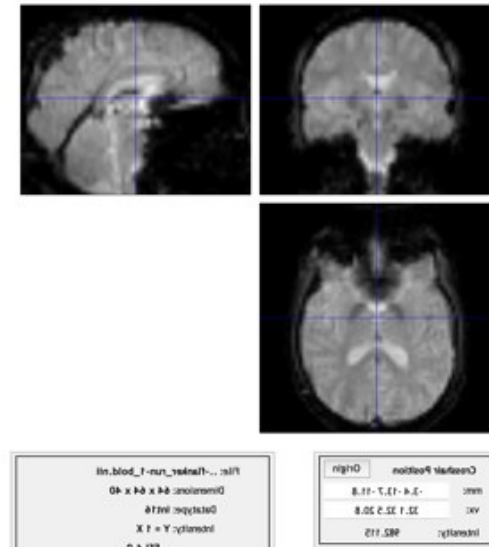 Crosshair Position
Origin
mm: -3.4 -13.7 -11.8
vx: 32.1 32.5 20.8
Intensity: 982.115
File: ...-flanker_run-1_bold.nii
Dimensions: 64 x 64 x 40
Datatype: int16
Intensity: Y = 1 X